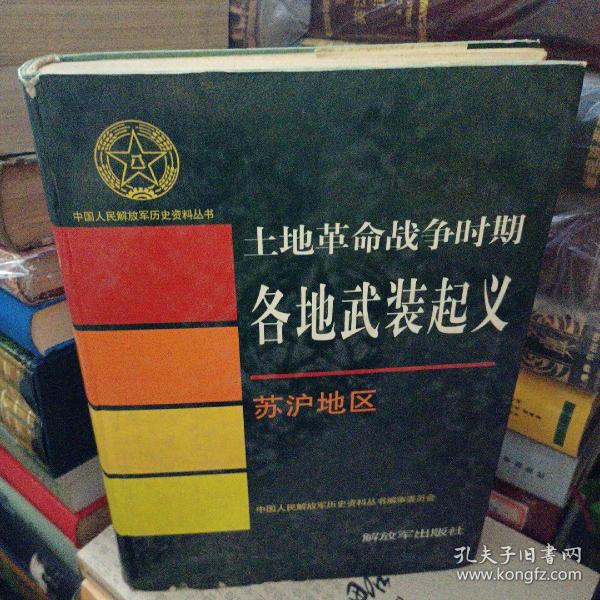 中国人民解放军历史资料丛书
土地革命战争时期
各地武装起义
苏沪地区
中国人民解放军历史资料丛书编审委员会
解放军出版社
孔夫子旧书网
www.kongfz.com